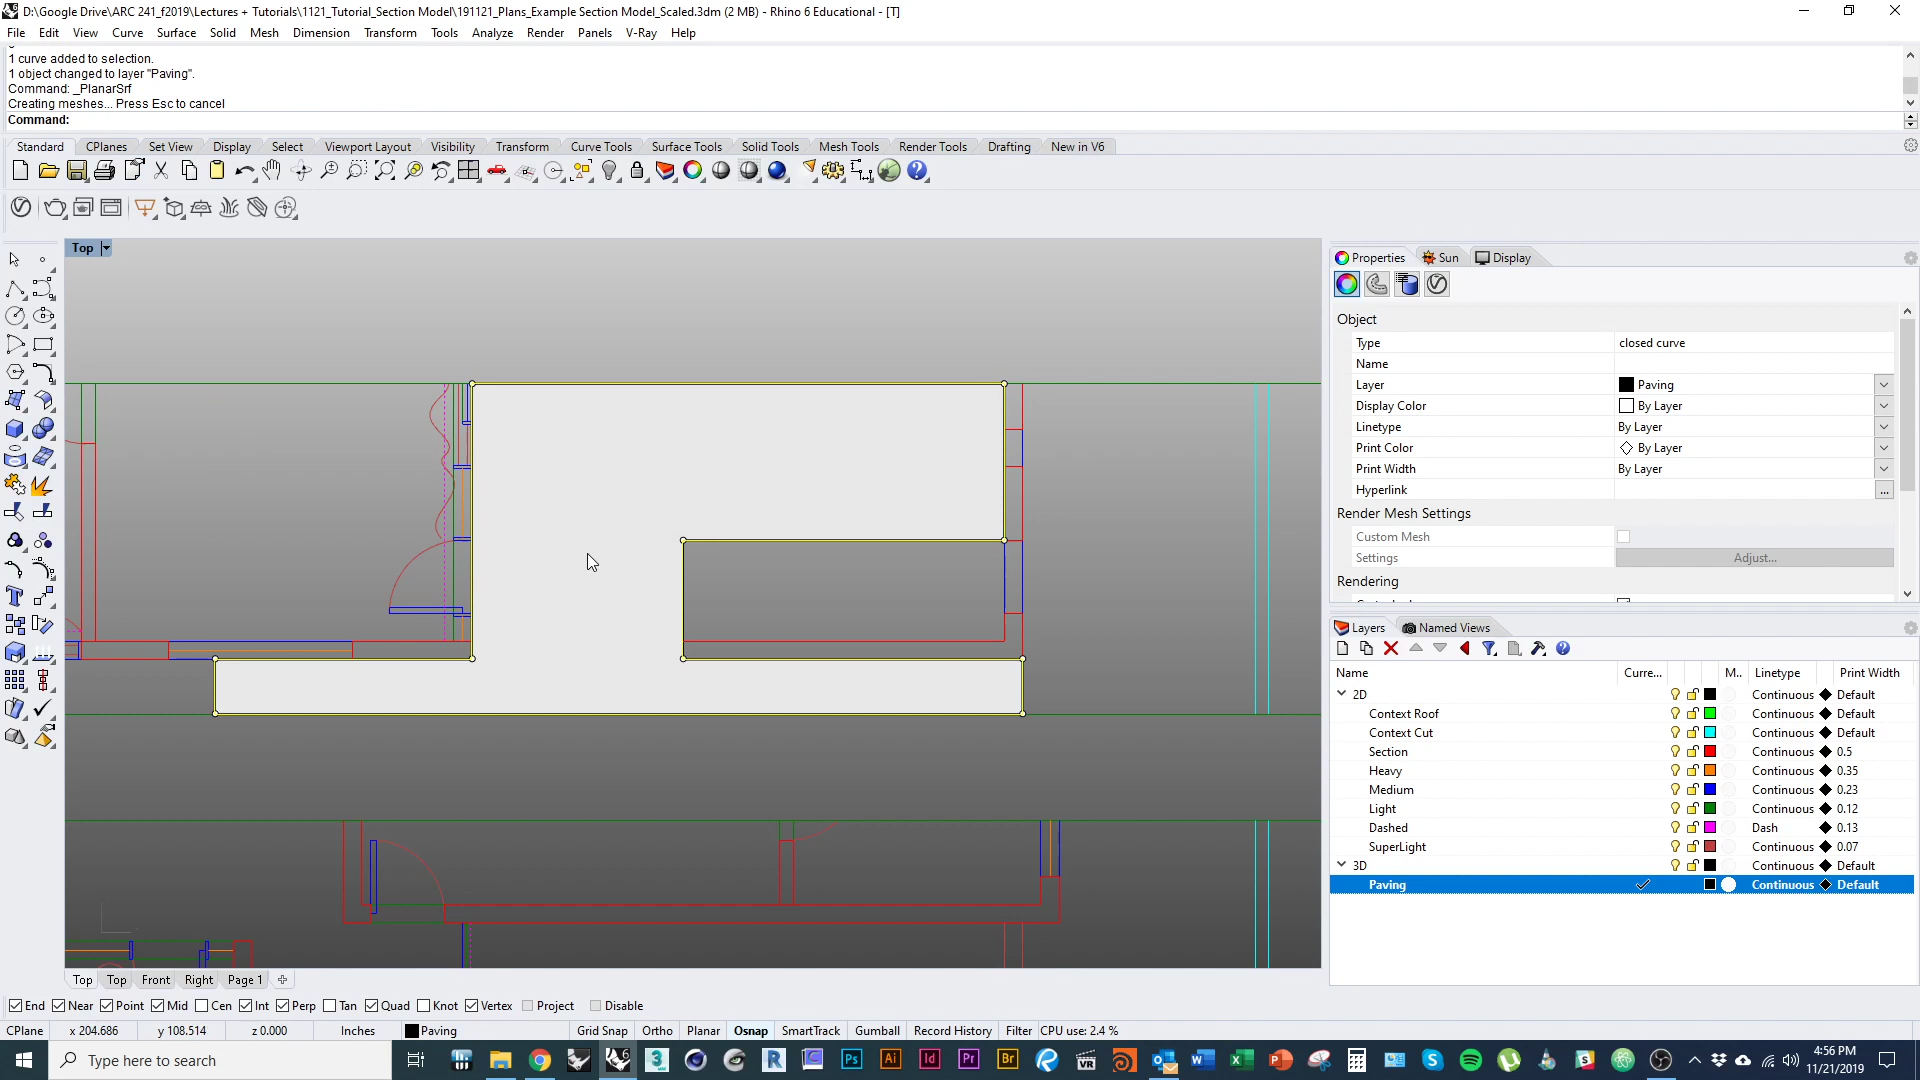 D:\Google Drive\ARC 241_f2019\Lectures + Tutorials\1121_Tutorial_Section Model\191121_Plans_Example Section Model_Scaled.3dm (2 MB) - Rhino 6 Educational - [T]
File Edit View Curve Surface Solid Mesh Dimension Transform Tools Analyze Render Panels V-Ray Help
1 curve added to selection.
1 object changed to layer "Paving".
Command: _PlanarSrf
Creating meshes... Press Esc to cancel
Command:
Standard CPlanes Set View Display Select Viewport Layout Visibility Transform Curve Tools Surface Tools Solid Tools Mesh Tools Render Tools Drafting New in V6
Top
Properties Sun Display
Object
Type closed curve
Name
Layer Paving
Display Color By Layer
Linetype By Layer
Print Color By Layer
Print Width By Layer
Hyperlink ...
Render Mesh Settings
Custom Mesh
Settings Adjust...
Rendering
Layers Named Views
Name Curre... M.. Linetype Print Width
2D Continuous Default
Context Roof Continuous Default
Context Cut Continuous Default
Section Continuous 0.5
Heavy Continuous 0.35
Medium Continuous 0.23
Light Continuous 0.12
Dashed Dash 0.13
SuperLight Continuous 0.07
3D Continuous Default
Paving Continuous Default
Top Top Front Right Page 1
End Near Point Mid Cen Int Perp Tan Quad Knot Vertex Project Disable
CPlane x 204.686 y 108.514 z 0.000 Inches Paving Grid Snap Ortho Planar Osnap SmartTrack Gumball Record History Filter CPU use: 2.4 %
Type here to search
4:56 PM
11/21/2019